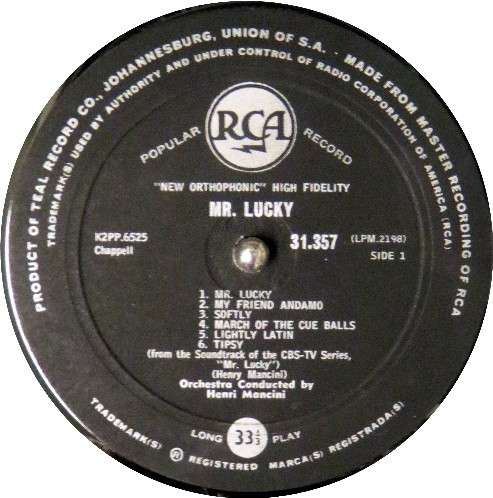 PRODUCT OF TEAL RECORD CO., JOHANNESBURG, UNION OF S.A. · MADE FROM MASTER RECORDING OF RCA
TRADEMARK(S) USED BY AUTHORITY AND UNDER CONTROL OF RADIO CORPORATION OF AMERICA (RCA)
POPULAR RCA RECORD
"NEW ORTHOPHONIC" HIGH FIDELITY
MR. LUCKY
K2PP.6525 31.357 (LPM.2198)
Chappell SIDE 1
1. MR. LUCKY
2. MY FRIEND ANDAMO
3. SOFTLY
4. MARCH OF THE CUE BALLS
5. LIGHTLY LATIN
6. TIPSY
(from the Soundtrack of the CBS-TV Series,
"Mr. Lucky")
(Henry Mancini)
Orchestra Conducted by
Henri Mancini
LONG 33⅓ PLAY
TRADEMARK(S) ® REGISTERED MARCA(S) REGISTRADA(S)